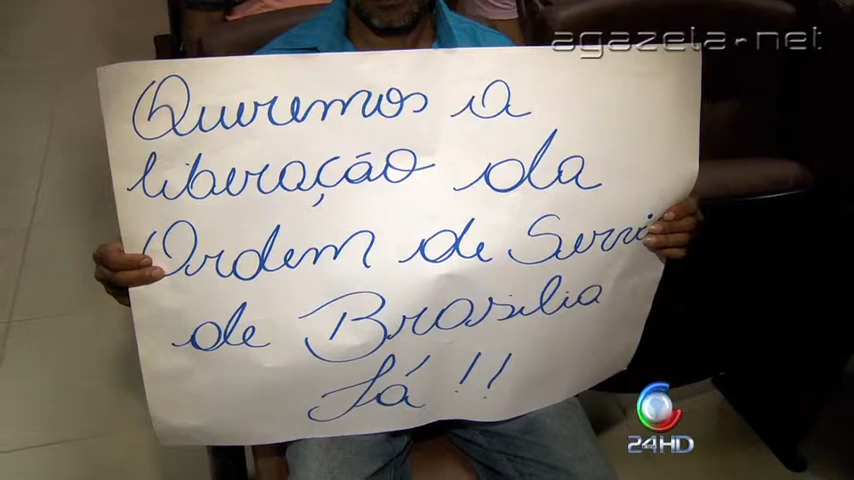 agazeta.net
Queremos a
liberação da
Ordem de Servi
de Brasília
Já!!
24HD